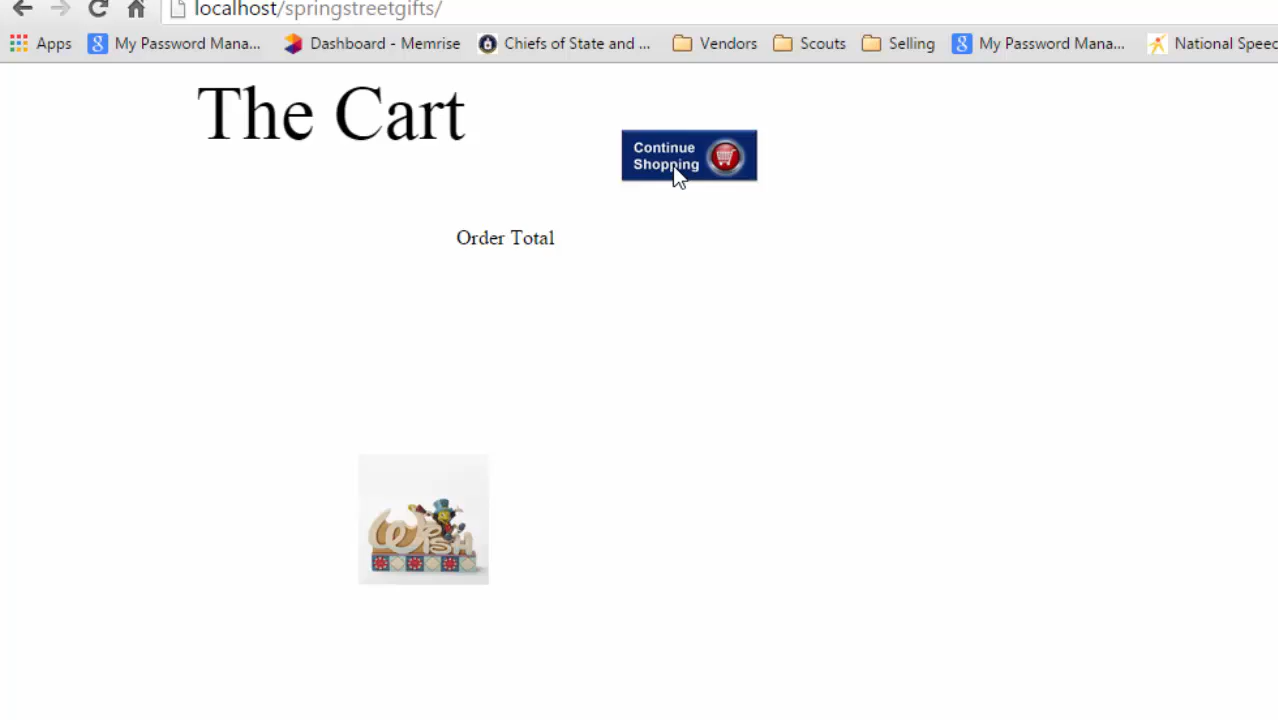 localhost/springstreetgifts/
Apps My Password Mana... Dashboard - Memrise Chiefs of State and ... Vendors Scouts Selling My Password Mana... National Speec
The Cart
Continue
Shopping
Order Total
Wish